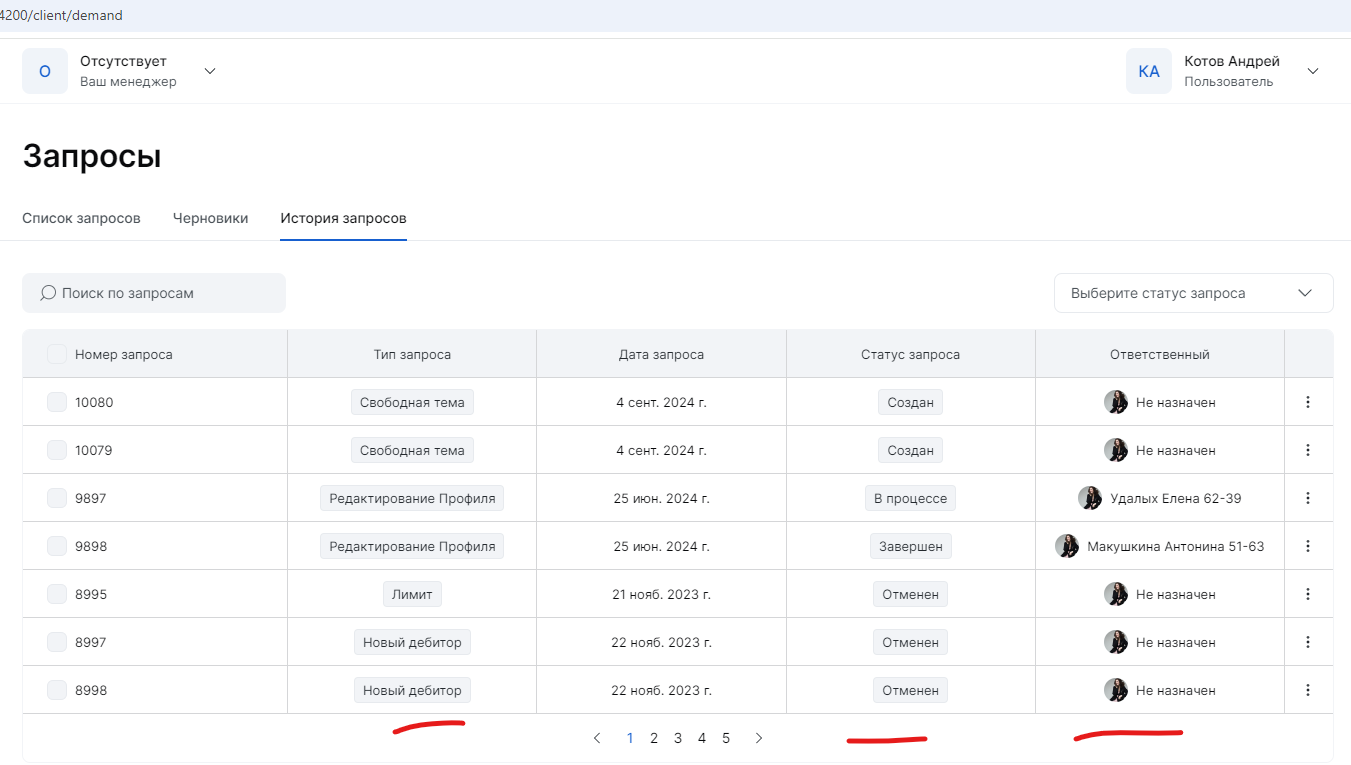 4200/client/demand
О
Отсутствует
Ваш менеджер
КА
Котов Андрей
Пользователь
Запросы
Список запросов Черновики История запросов
Поиск по запросам
Выберите статус запроса
Номер запроса Тип запроса Дата запроса Статус запроса Ответственный
10080 Свободная тема 4 сент. 2024 г. Создан Не назначен
10079 Свободная тема 4 сент. 2024 г. Создан Не назначен
9897 Редактирование Профиля 25 июн. 2024 г. В процессе Удалых Елена 62-39
9898 Редактирование Профиля 25 июн. 2024 г. Завершен Макушкина Антонина 51-63
8995 Лимит 21 нояб. 2023 г. Отменен Не назначен
8997 Новый дебитор 22 нояб. 2023 г. Отменен Не назначен
8998 Новый дебитор 22 нояб. 2023 г. Отменен Не назначен
1 2 3 4 5